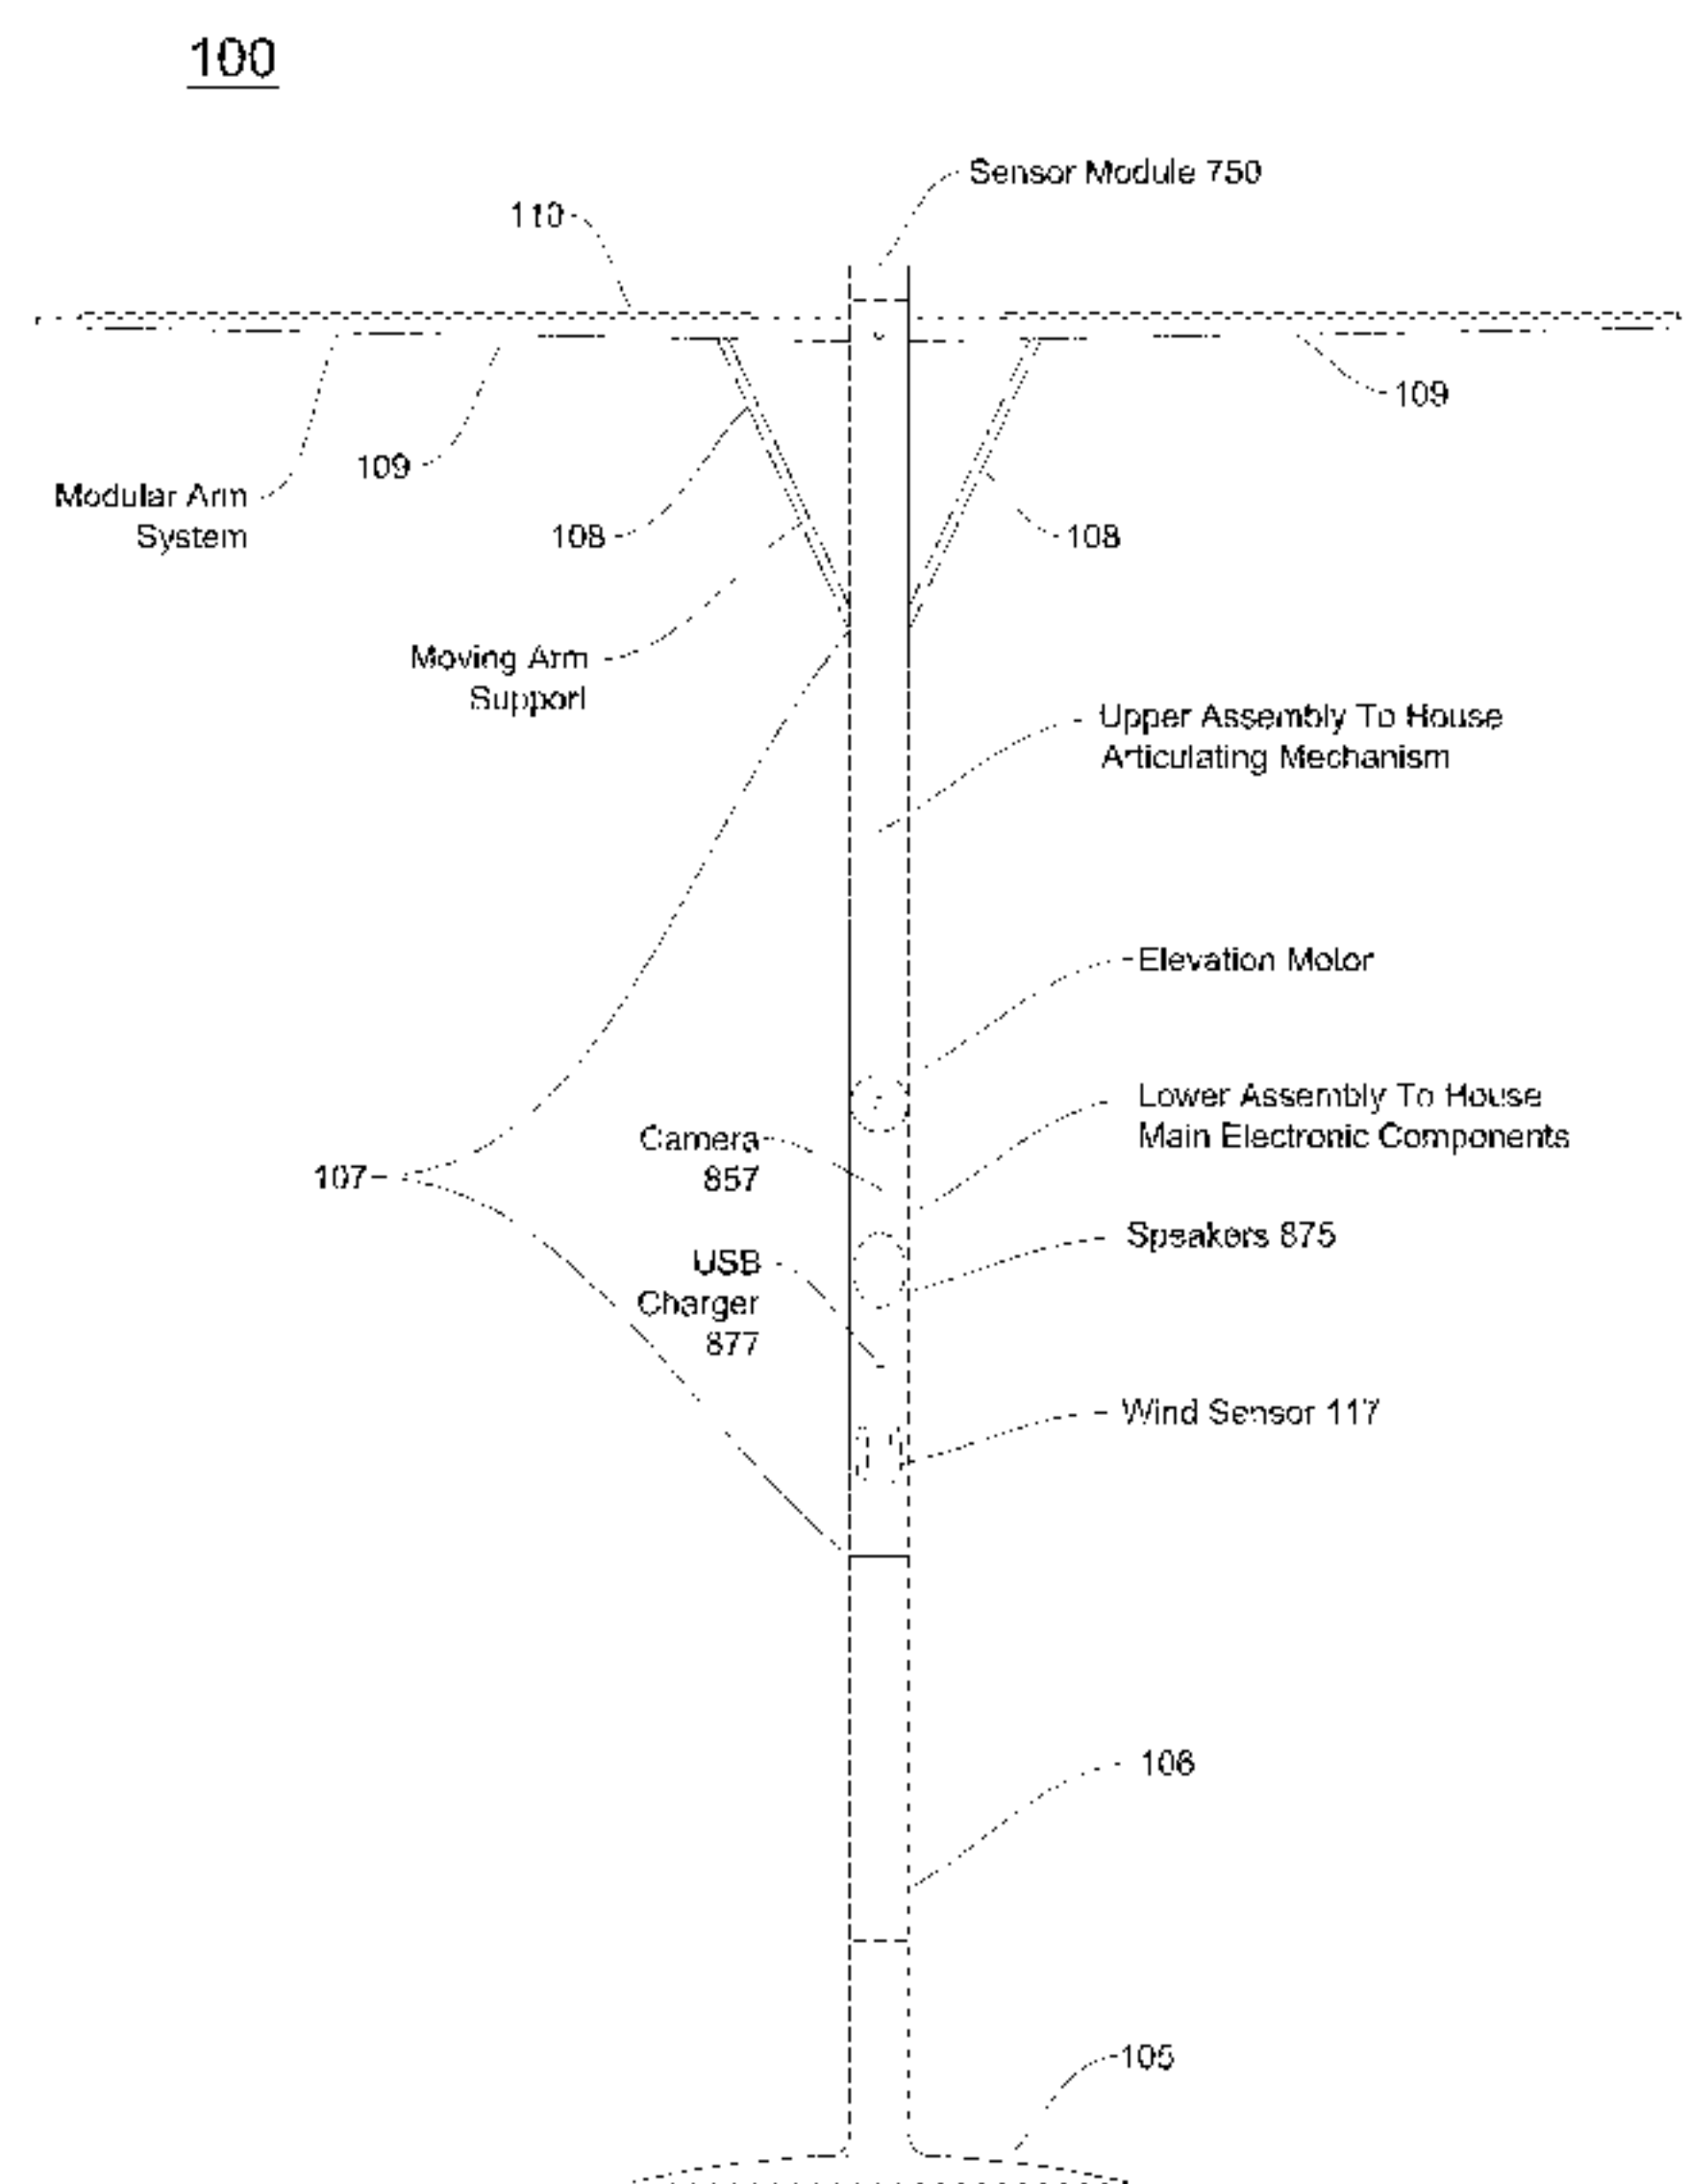 100
Sensor Module 750
110
109
109
Modular Arm
System
108
108
Moving Arm
Support
Upper Assembly To House
Articulating Mechanism
Elevation Motor
Lower Assembly To House
Main Electronic Components
Camera
857
107
Speakers 875
USB
Charger
877
Wind Sensor 117
106
105